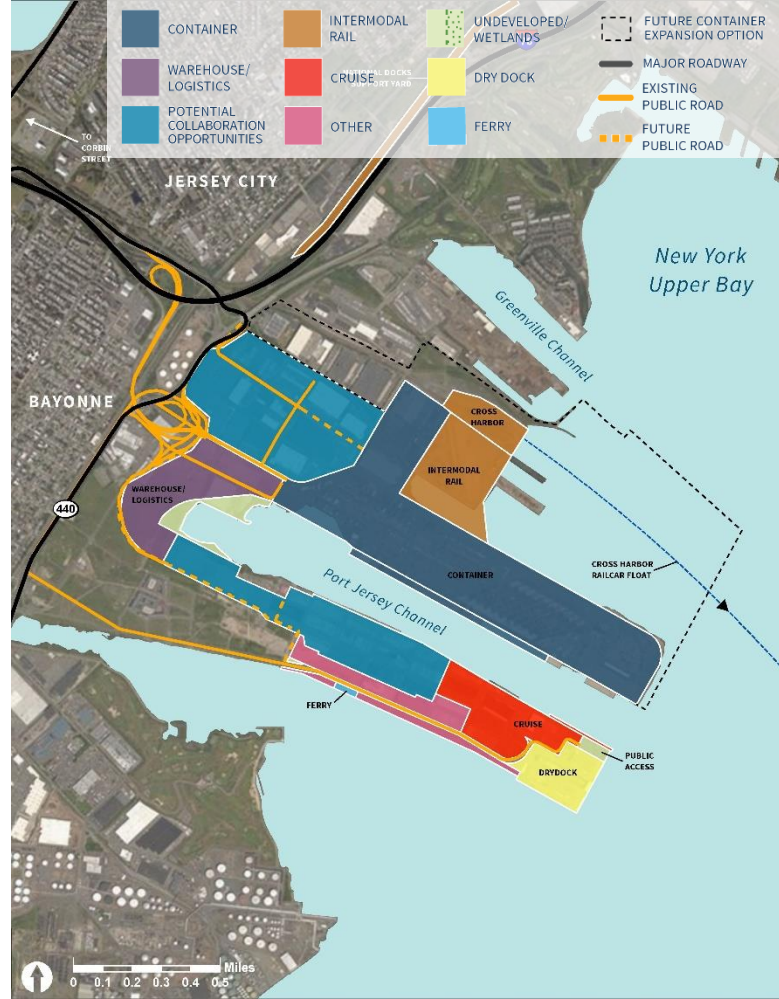 CONTAINER
WAREHOUSE/
LOGISTICS
POTENTIAL
COLLABORATION
OPPORTUNITIES
INTERMODAL
RAIL
CRUISE
OTHER
UNDEVELOPED/
WETLANDS
DRY DOCK
FERRY
FUTURE CONTAINER
EXPANSION OPTION
MAJOR ROADWAY
EXISTING
PUBLIC ROAD
FUTURE
PUBLIC ROAD
DOCKS
SUPPORT YARD
TO
CORBIN
STREET
JERSEY CITY
New York
Upper Bay
Greenville Channel
BAYONNE
CROSS
HARBOR
INTERMODAL
RAIL
WAREHOUSE/
LOGISTICS
440
CONTAINER
CROSS HARBOR
RAILCAR FLOAT
Port Jersey Channel
FERRY
CRUISE
PUBLIC
ACCESS
DRYDOCK
Miles
0 0.1 0.2 0.3 0.4 0.5